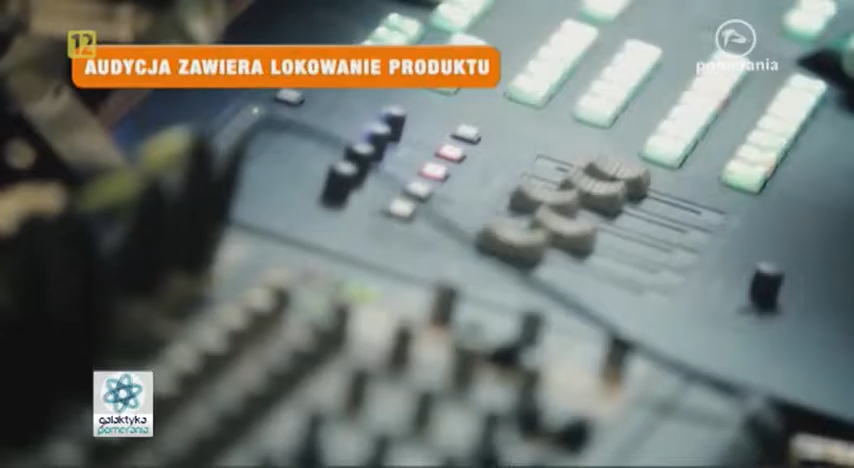 12
AUDYCJA ZAWIERA LOKOWANIE PRODUKTU
pomerania
galaktyka
pomerania